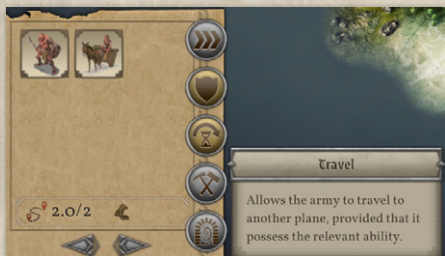 2.0/2
Travel
Allows the army to travel to
another plane, provided that it
possess the relevant ability.